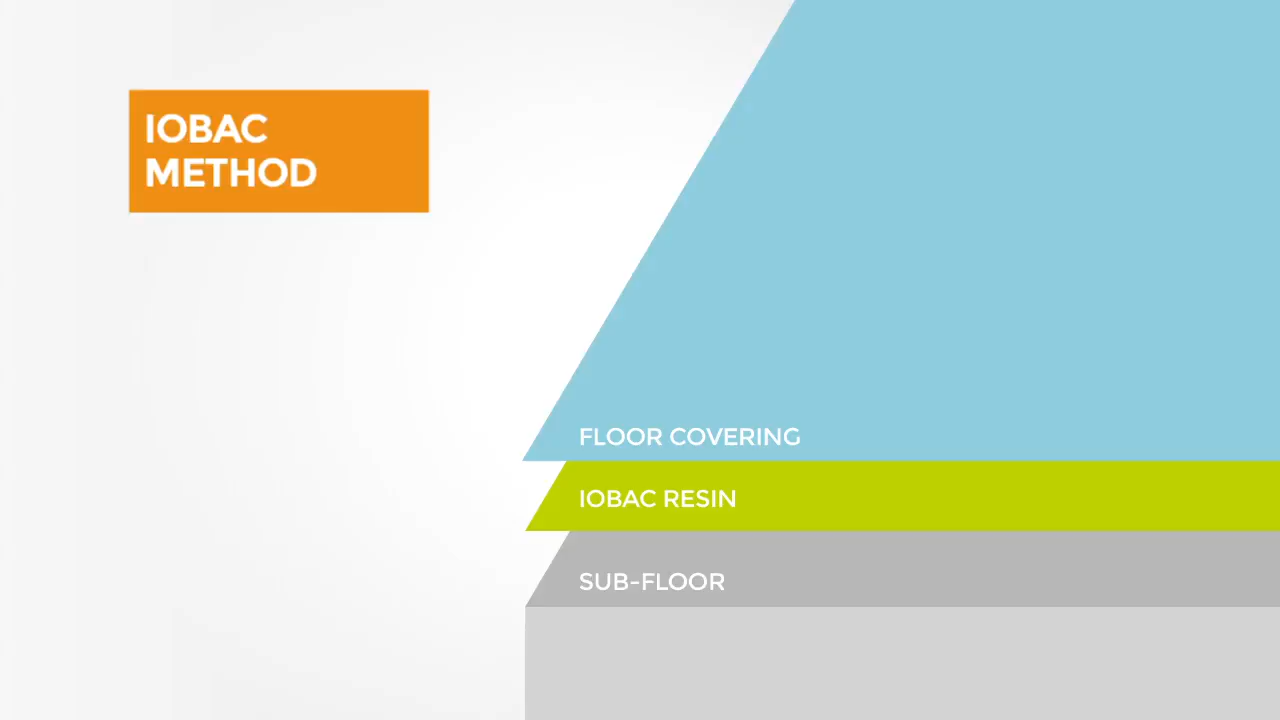 IOBAC
METHOD
FLOOR COVERING
IOBAC RESIN
SUB-FLOOR